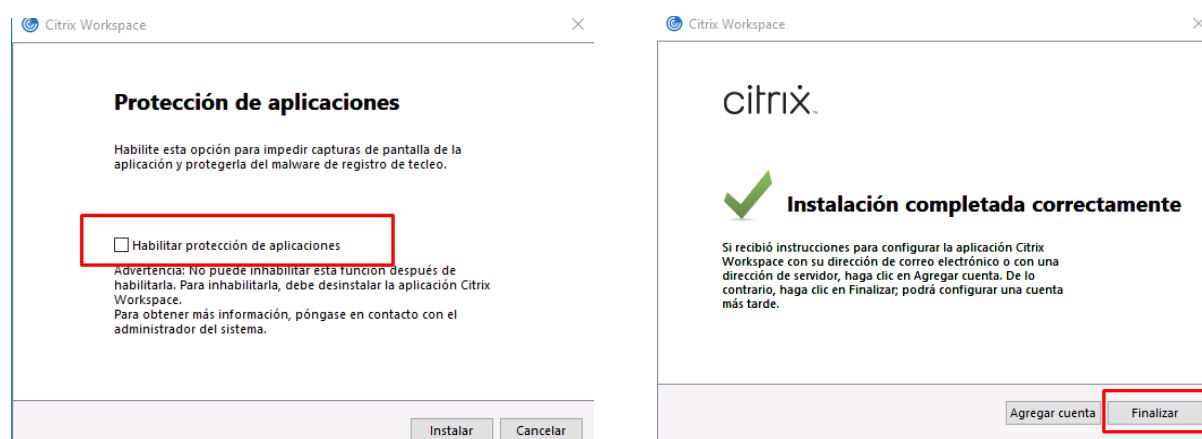 Citrix Workspace
Protección de aplicaciones
Habilite esta opción para impedir capturas de pantalla de la
aplicación y protegerla del malware de registro de tecleo.
Habilitar protección de aplicaciones
Advertencia: No puede inhabilitar esta función después de
habilitarla. Para inhabilitarla, debe desinstalar la aplicación Citrix
Workspace.
Para obtener más información, póngase en contacto con el
administrador del sistema.
Instalar Cancelar
Citrix Workspace
citrix™
Instalación completada correctamente
Si recibió instrucciones para configurar la aplicación Citrix
Workspace con su dirección de correo electrónico o con una
dirección de servidor, haga clic en Agregar cuenta. De lo
contrario, haga clic en Finalizar; podrá configurar una cuenta
más tarde.
Agregar cuenta Finalizar